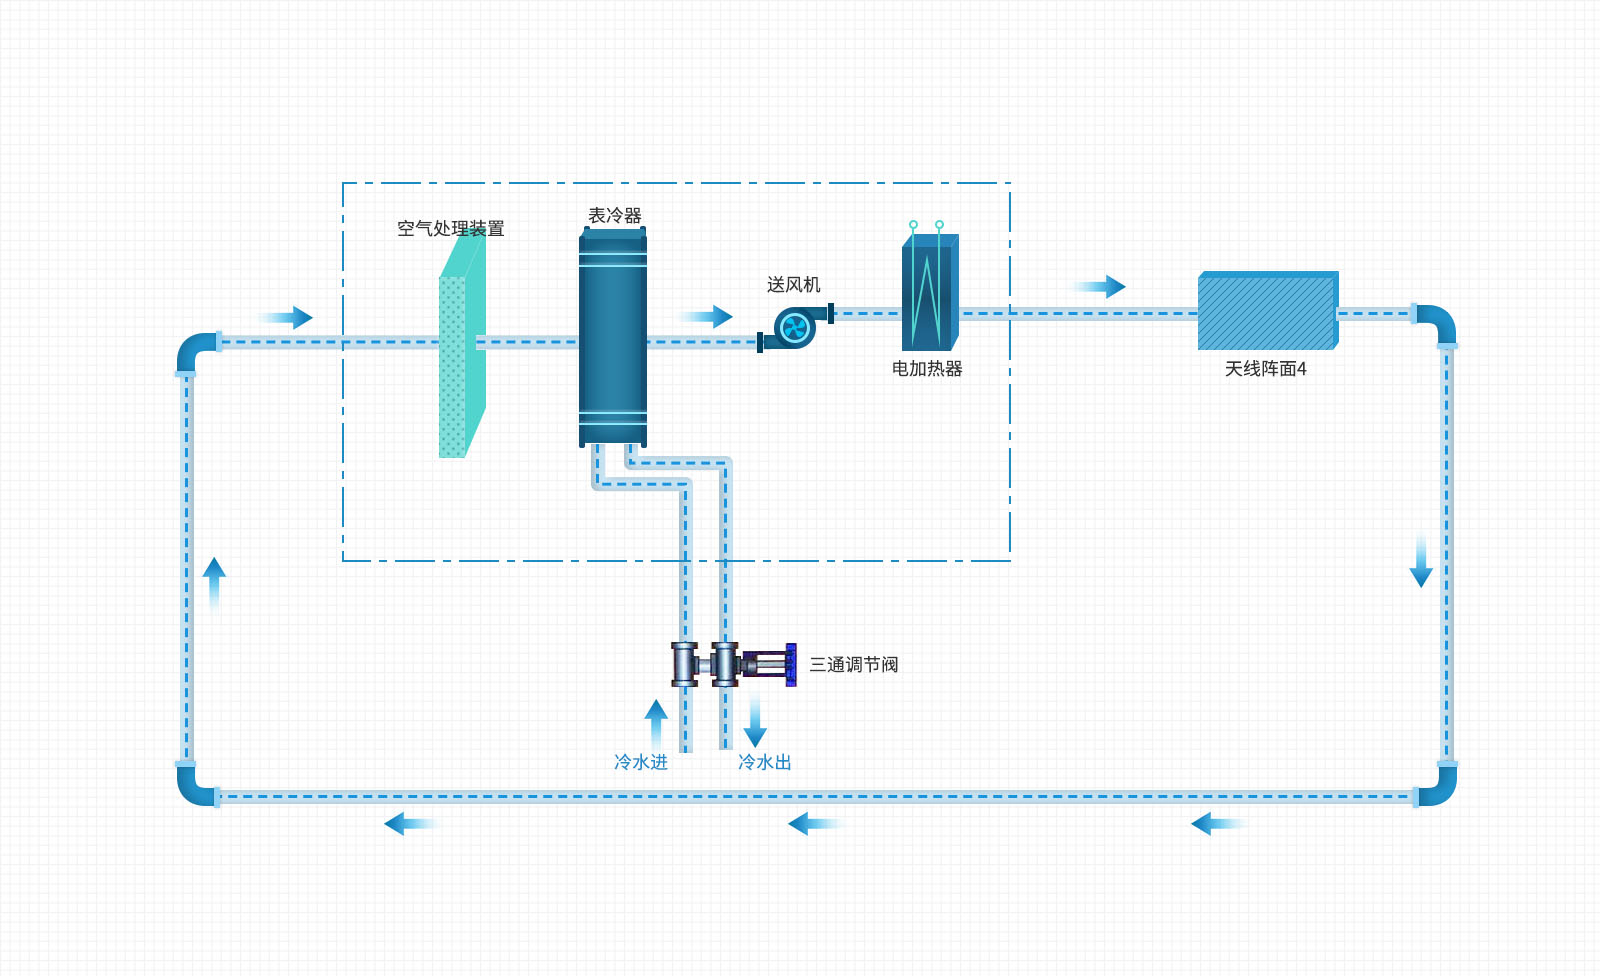 表冷器
空气处理装置
送风机
电加热器
天线阵面4
三通调节阀
冷水进
冷水出